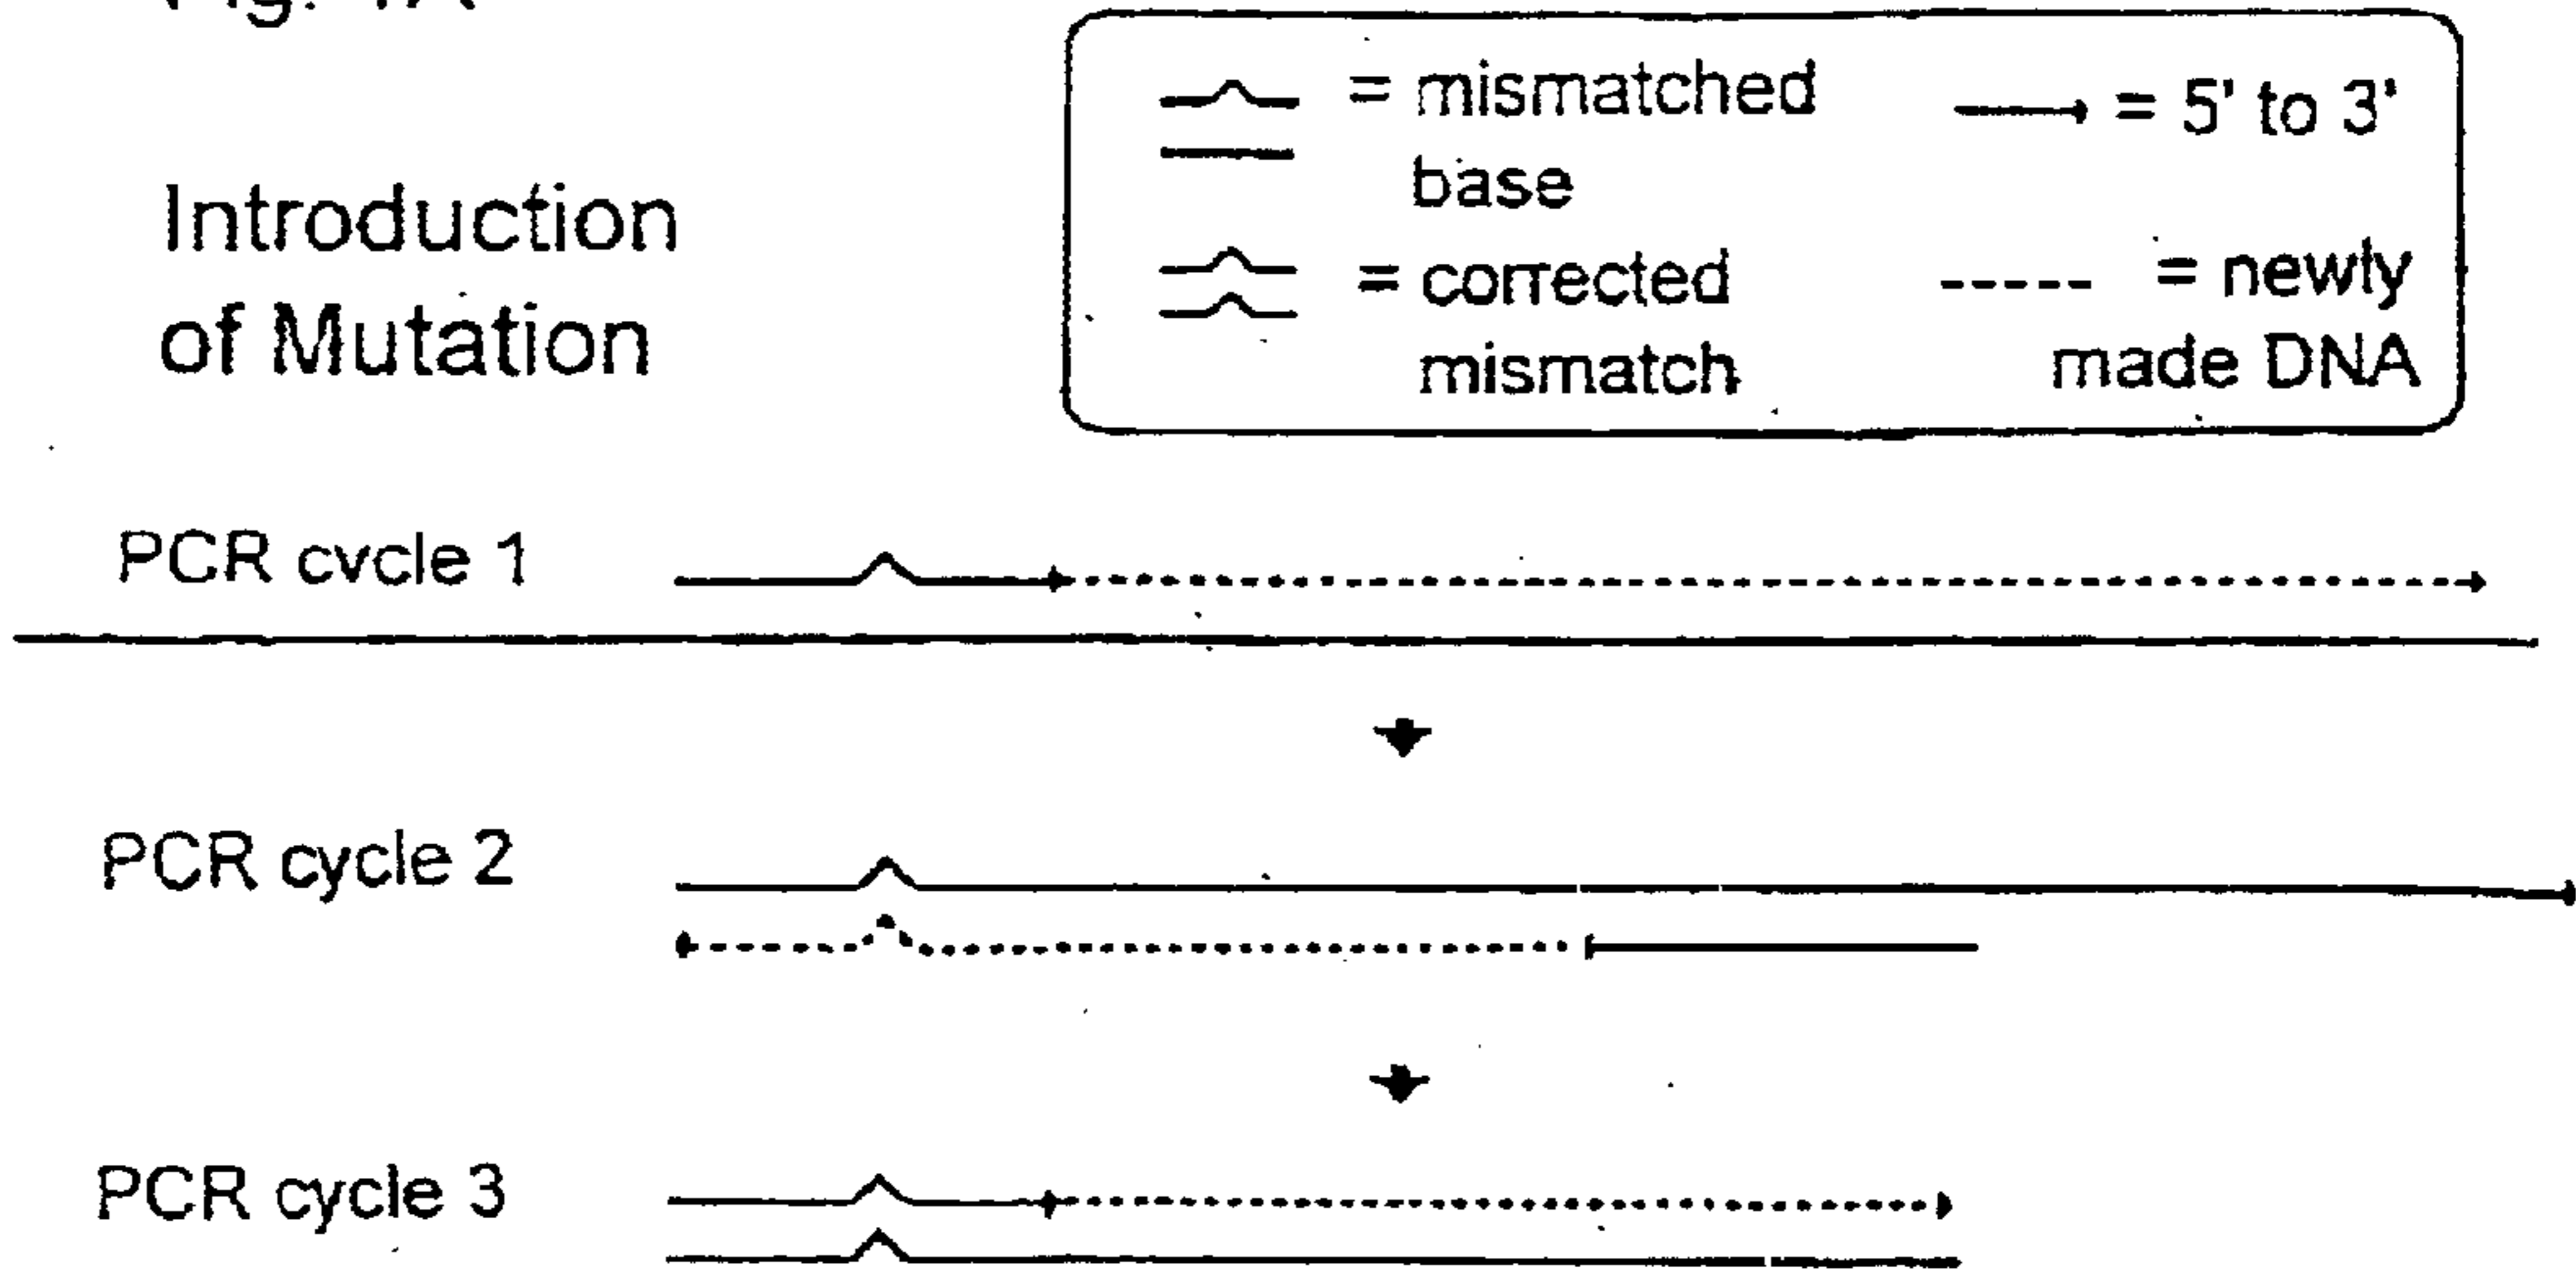 Introduction
of Mutation
= mismatched
base
= corrected
mismatch
= 5' to 3'
= newly
made DNA
PCR cycle 1
PCR cycle 2
PCR cycle 3